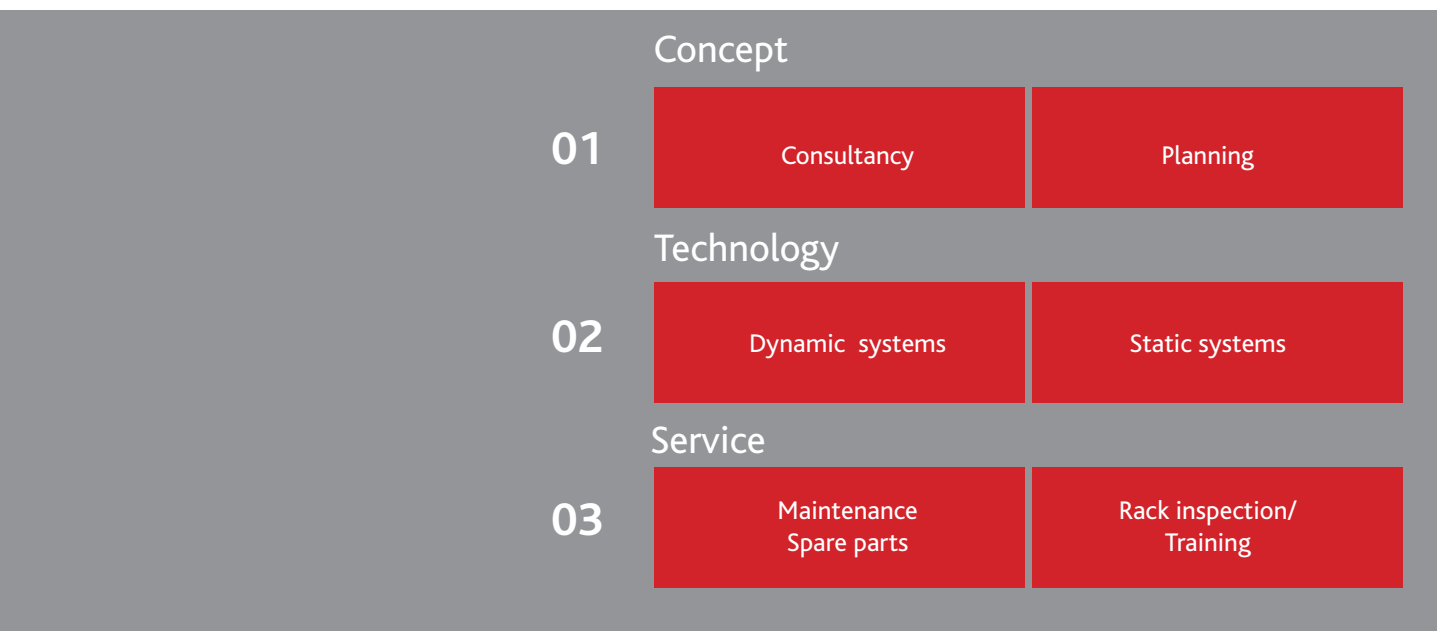 Concept
01
Consultancy
Planning
Technology
02
Dynamic systems
Static systems
Service
03
Maintenance
Spare parts
Rack inspection/
Training